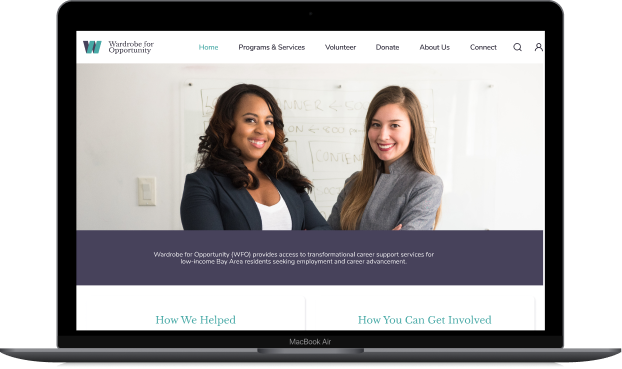 Wardrobe for
Opportunity
Home Programs & Services Volunteer Donate About Us Connect
Wardrobe for Opportunity (WFO) provides access to transformational career support services for
low-income Bay Area residents seeking employment and career advancement.
How We Helped How You Can Get Involved
MacBook Air